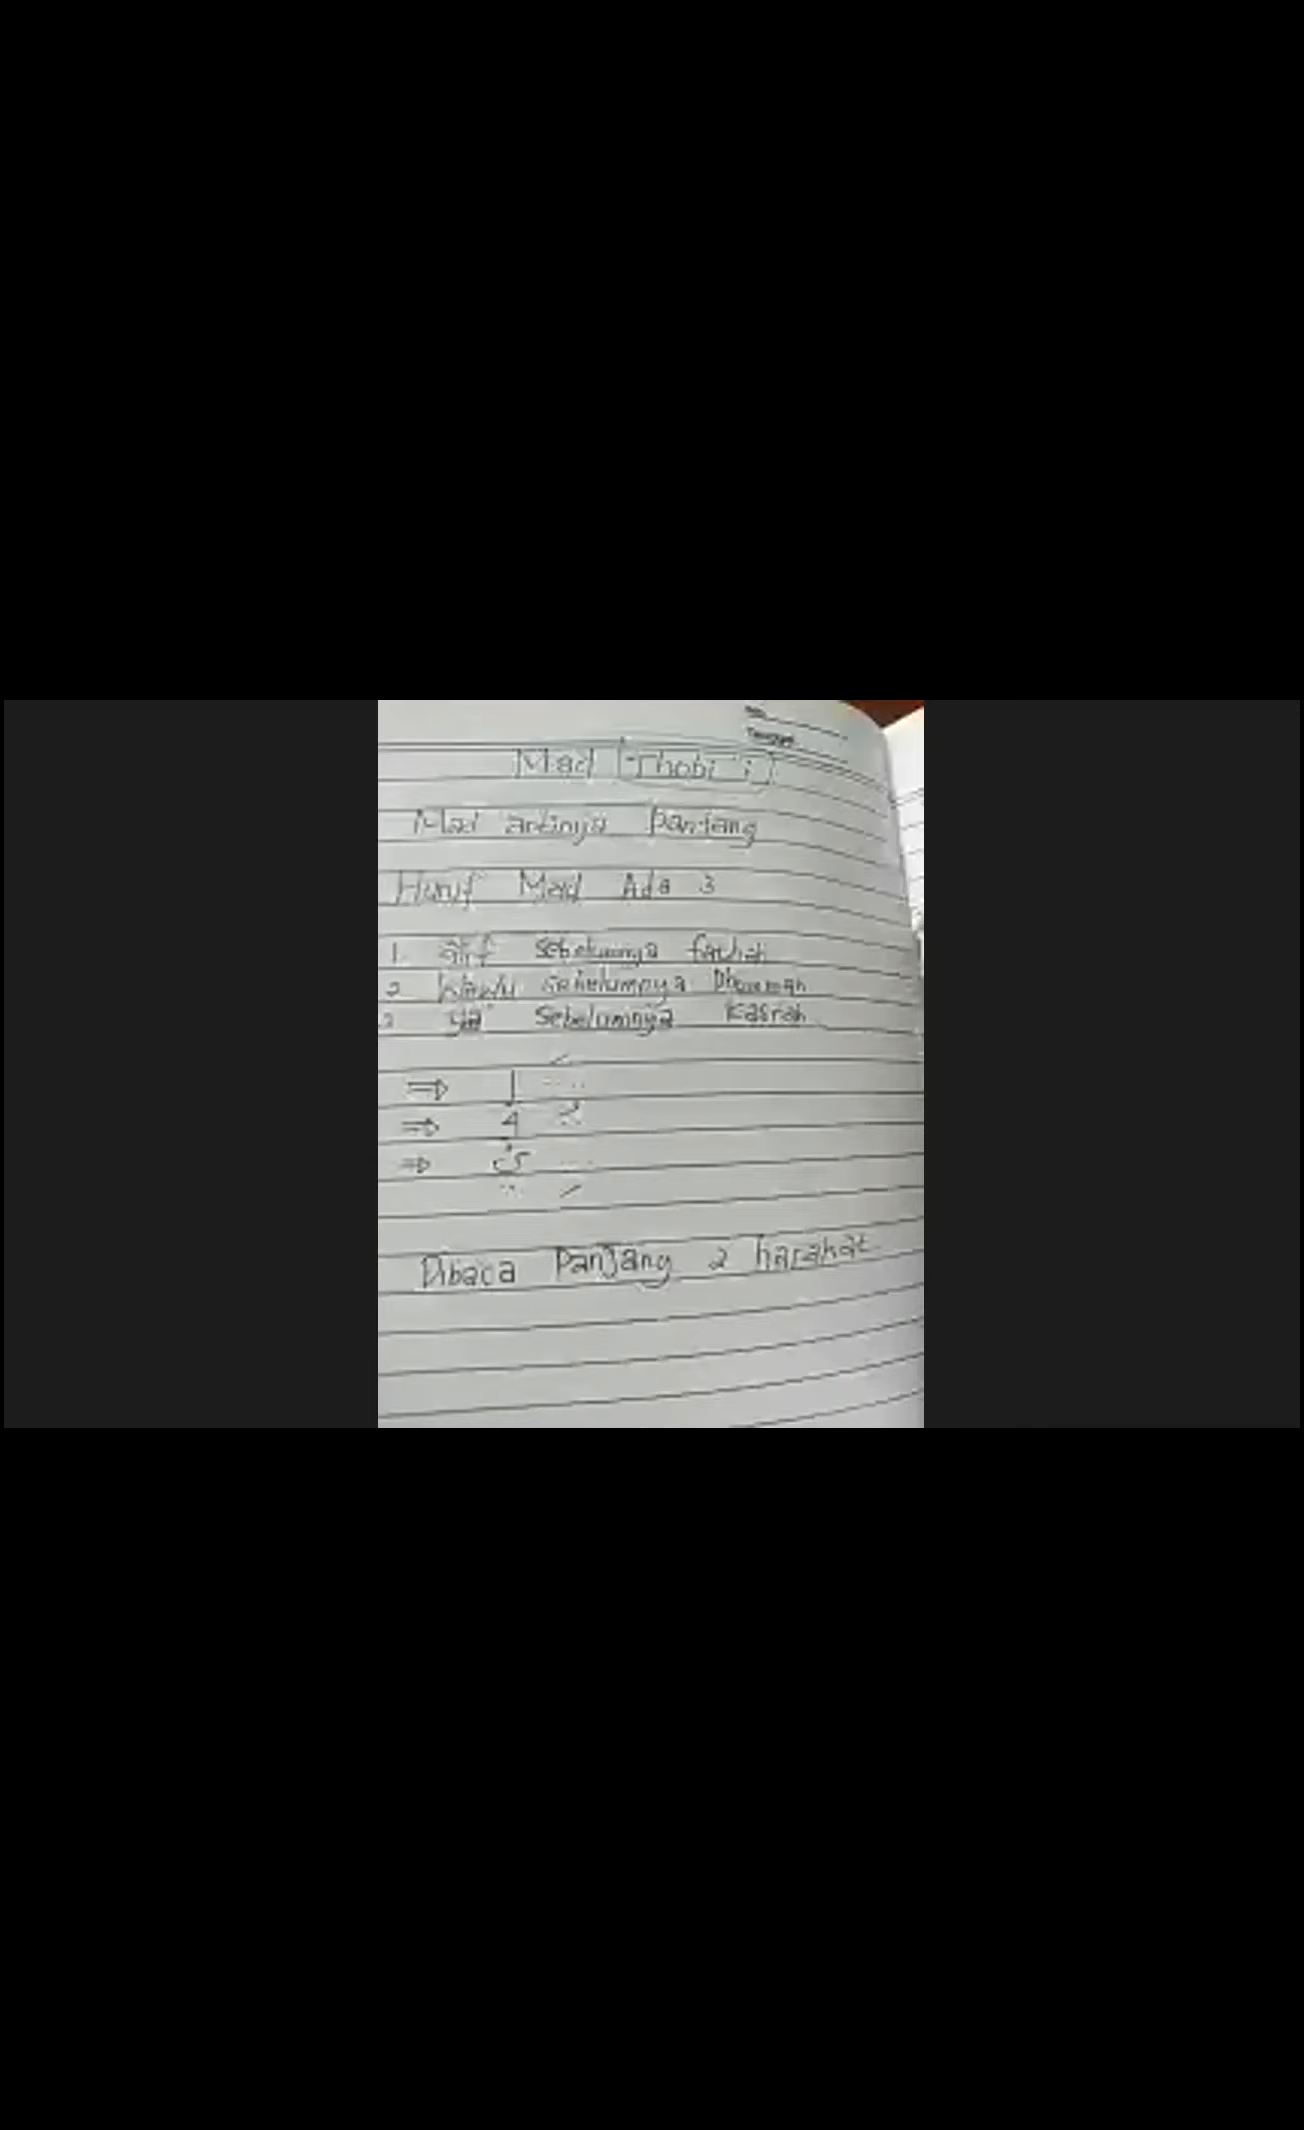 Mad Thobi'i
Mad artinya Panjang
Huruf Mad Ada 3
1. alif sebelumnya fathah
2 wawu sebelumnya Dhommah
3 ya' sebelumnya kasrah
⇒ ا
⇒ وْ
⇒ يْ
Dibaca Panjang 2 harakat